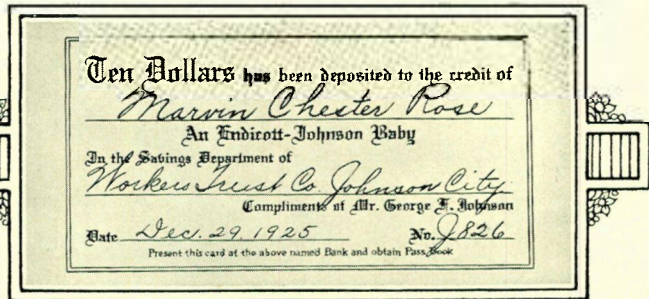 Ten Dollars has been deposited to the credit of
Marvin Chester Rose
An Endicott-Johnson Baby
In the Savings Department of
Workers Trust Co. Johnson City
Compliments of Mr. George F. Johnson
Date Dec. 29, 1925 No. J826
Present this card at the above named Bank and obtain Pass Book